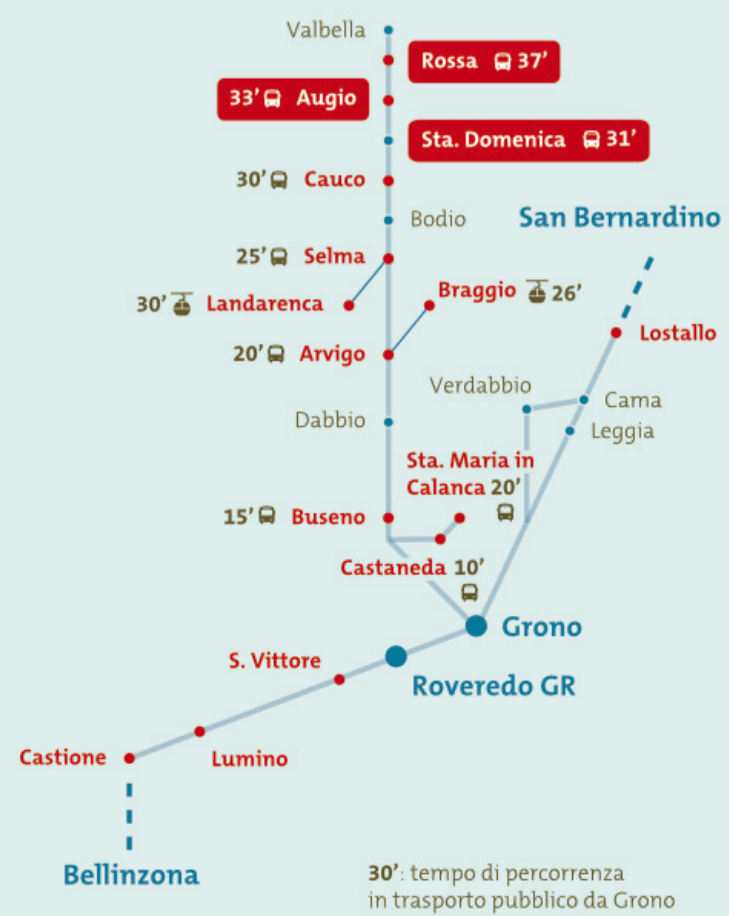 Valbella
Rossa 37’
33’ Augio
Sta. Domenica 31’
30’ Cauco
Bodio
San Bernardino
25’ Selma
Braggio 26’
30’ Landarenca
Lostallo
20’ Arvigo
Verdabbio
Cama
Dabbio
Leggia
Sta. Maria in
Calanca 20’
15’ Buseno
Castaneda 10’
Grono
S. Vittore
Roveredo GR
Castione
Lumino
Bellinzona
30’: tempo di percorrenza
in trasporto pubblico da Grono